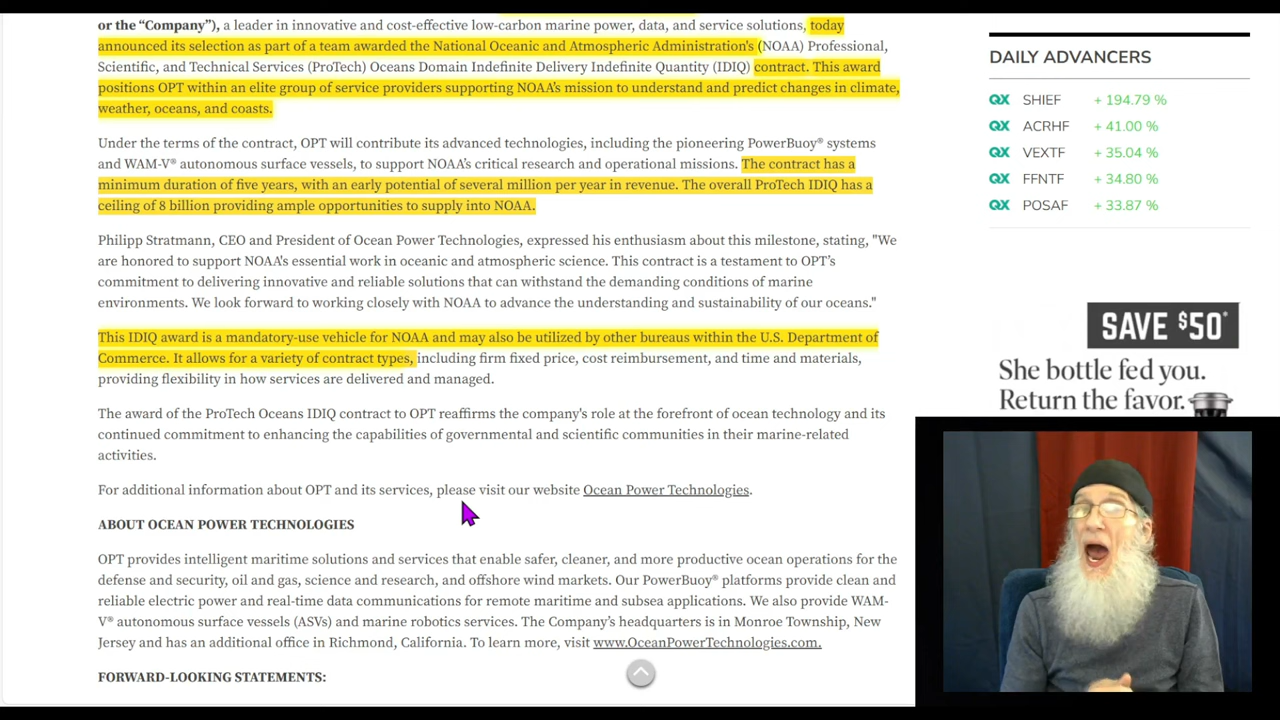 or the “Company”), a leader in innovative and cost-effective low-carbon marine power, data, and service solutions, today
announced its selection as part of a team awarded the National Oceanic and Atmospheric Administration's (NOAA) Professional,
Scientific, and Technical Services (ProTech) Oceans Domain Indefinite Delivery Indefinite Quantity (IDIQ) contract. This award
positions OPT within an elite group of service providers supporting NOAA’s mission to understand and predict changes in climate,
weather, oceans, and coasts.
Under the terms of the contract, OPT will contribute its advanced technologies, including the pioneering PowerBuoy® systems
and WAM-V® autonomous surface vessels, to support NOAA’s critical research and operational missions. The contract has a
minimum duration of five years, with an early potential of several million per year in revenue. The overall ProTech IDIQ has a
ceiling of 8 billion providing ample opportunities to supply into NOAA.
Philipp Stratmann, CEO and President of Ocean Power Technologies, expressed his enthusiasm about this milestone, stating, "We
are honored to support NOAA's essential work in oceanic and atmospheric science. This contract is a testament to OPT’s
commitment to delivering innovative and reliable solutions that can withstand the demanding conditions of marine
environments. We look forward to working closely with NOAA to advance the understanding and sustainability of our oceans."
This IDIQ award is a mandatory-use vehicle for NOAA and may also be utilized by other bureaus within the U.S. Department of
Commerce. It allows for a variety of contract types, including firm fixed price, cost reimbursement, and time and materials,
providing flexibility in how services are delivered and managed.
The award of the ProTech Oceans IDIQ contract to OPT reaffirms the company's role at the forefront of ocean technology and its
continued commitment to enhancing the capabilities of governmental and scientific communities in their marine-related
activities.
For additional information about OPT and its services, please visit our website Ocean Power Technologies.
ABOUT OCEAN POWER TECHNOLOGIES
OPT provides intelligent maritime solutions and services that enable safer, cleaner, and more productive ocean operations for the
defense and security, oil and gas, science and research, and offshore wind markets. Our PowerBuoy® platforms provide clean and
reliable electric power and real-time data communications for remote maritime and subsea applications. We also provide WAM-
V® autonomous surface vessels (ASVs) and marine robotics services. The Company’s headquarters is in Monroe Township, New
Jersey and has an additional office in Richmond, California. To learn more, visit www.OceanPowerTechnologies.com.
FORWARD-LOOKING STATEMENTS:
DAILY ADVANCERS
QX SHIEF + 194.79 %
QX ACRHF + 41.00 %
QX VEXTF + 35.04 %
QX FFNTF + 34.80 %
QX POSAF + 33.87 %
SAVE $50*
She bottle fed you.
Return the favor.